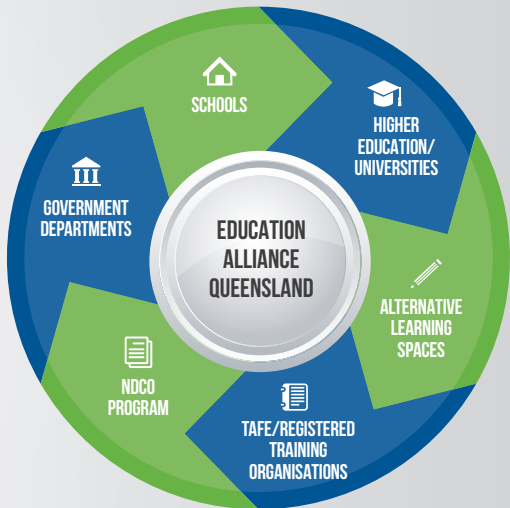 SCHOOLS
HIGHER
EDUCATION/
UNIVERSITIES
GOVERNMENT
DEPARTMENTS
EDUCATION
ALLIANCE
QUEENSLAND
ALTERNATIVE
LEARNING
SPACES
NDCO
PROGRAM
TAFE/REGISTERED
TRAINING
ORGANISATIONS